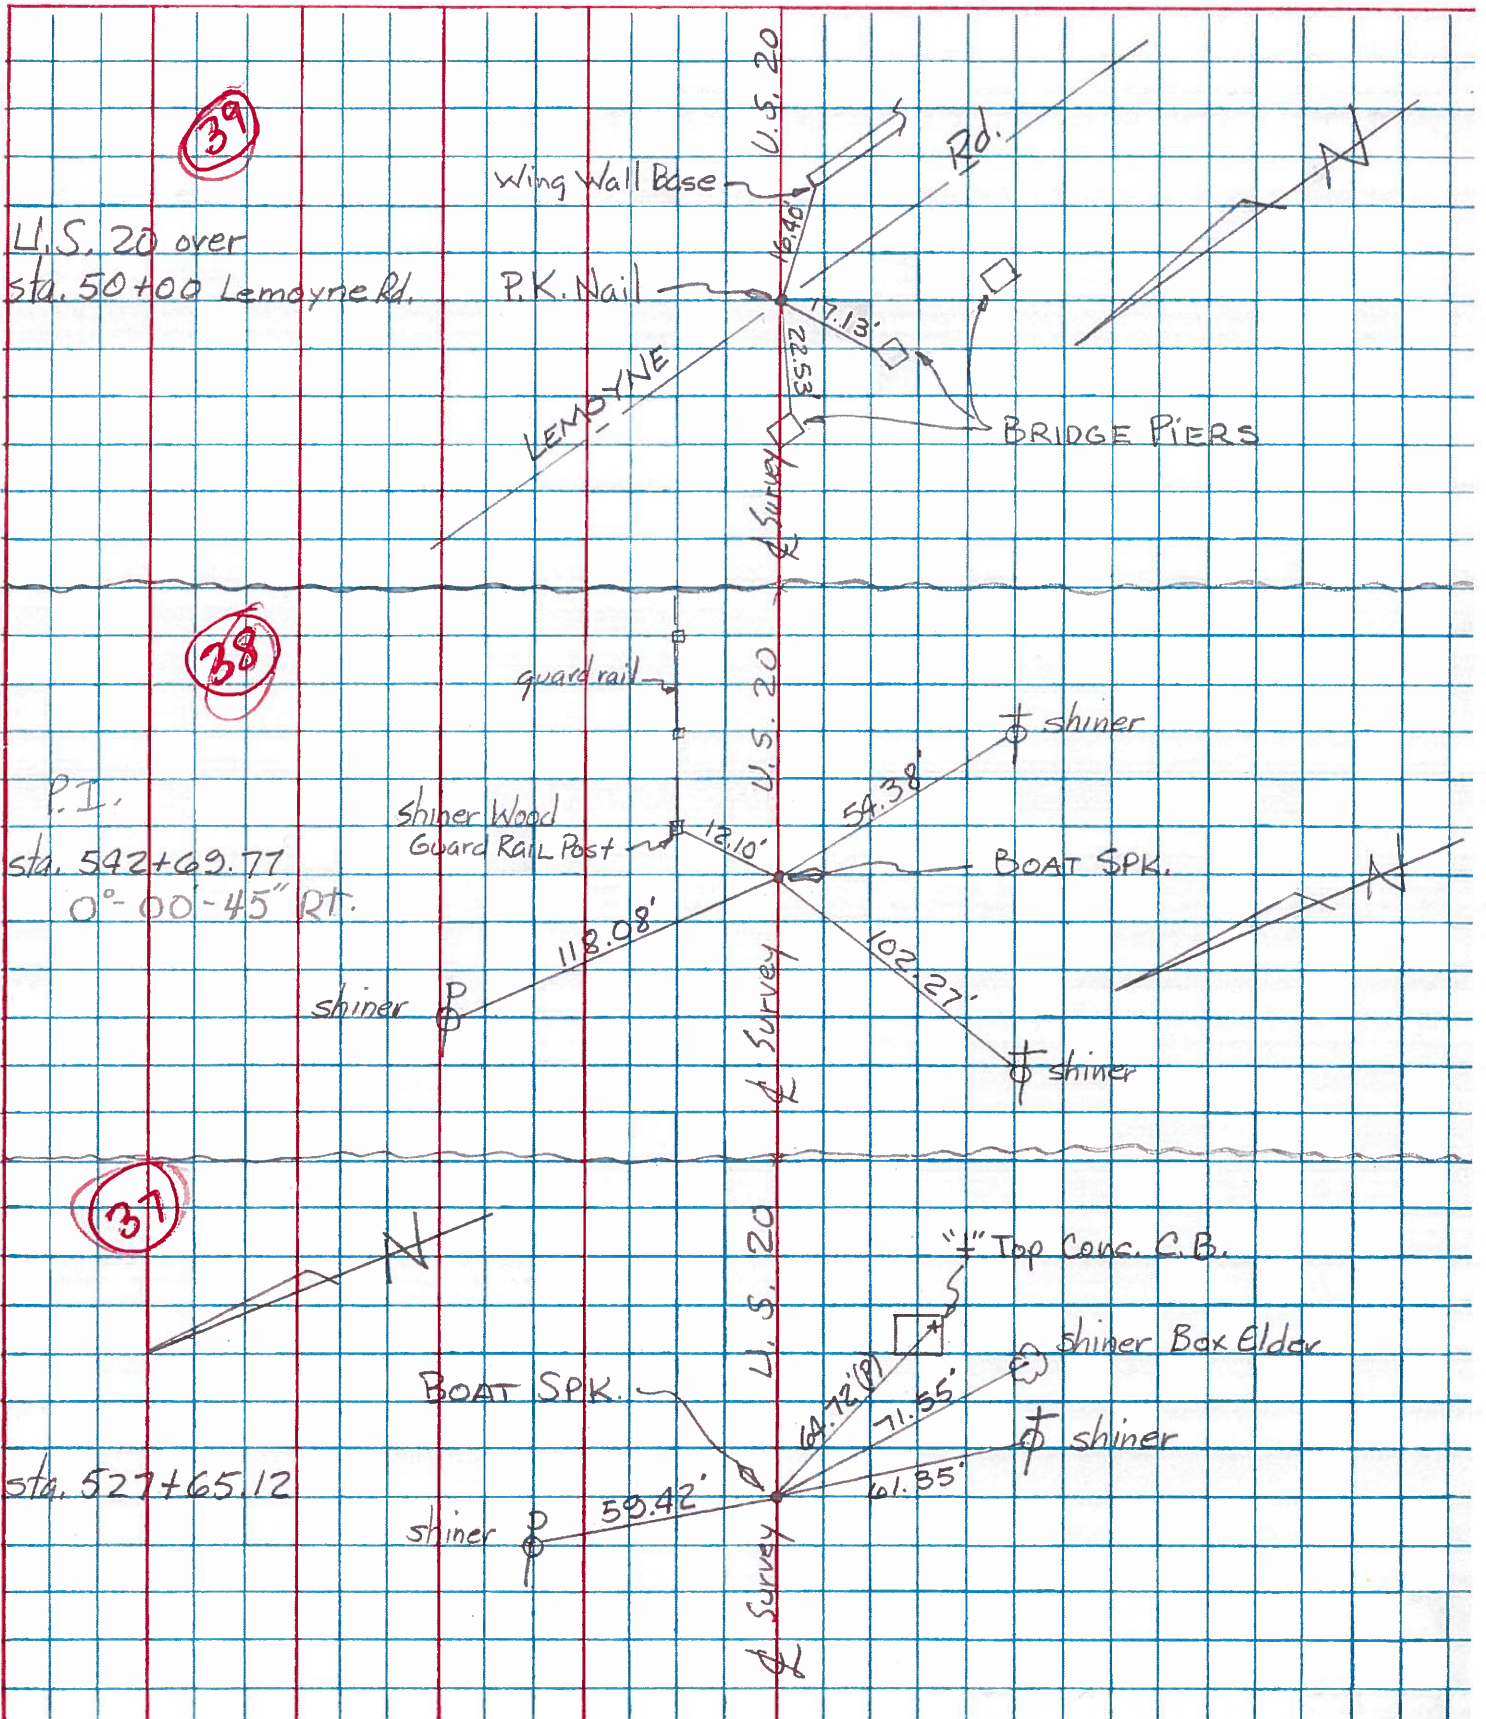 39
U.S. 20
Rd.
N
Wing Wall Base
16.40'
U.S. 20 over
sta. 50+00 Lemoyne Rd.
P.K. Nail
17.13'
22.53'
LEMOYNE
BRIDGE PIERS
℄ Survey
38
guard rail
U.S. 20
shiner
54.38'
P.I.
shiner Wood
Guard Rail Post
12.10'
sta. 542+69.77
0°-00'-45" Rt.
BOAT SPK.
N
118.08'
102.27'
shiner
P
℄ Survey
shiner
37
N
U.S. 20
"+" Top Conc. C.B.
shiner Box Elder
BOAT SPK.
64.72'(P)
71.55'
shiner
sta. 527+65.12
61.35'
59.42'
shiner
P
℄ Survey